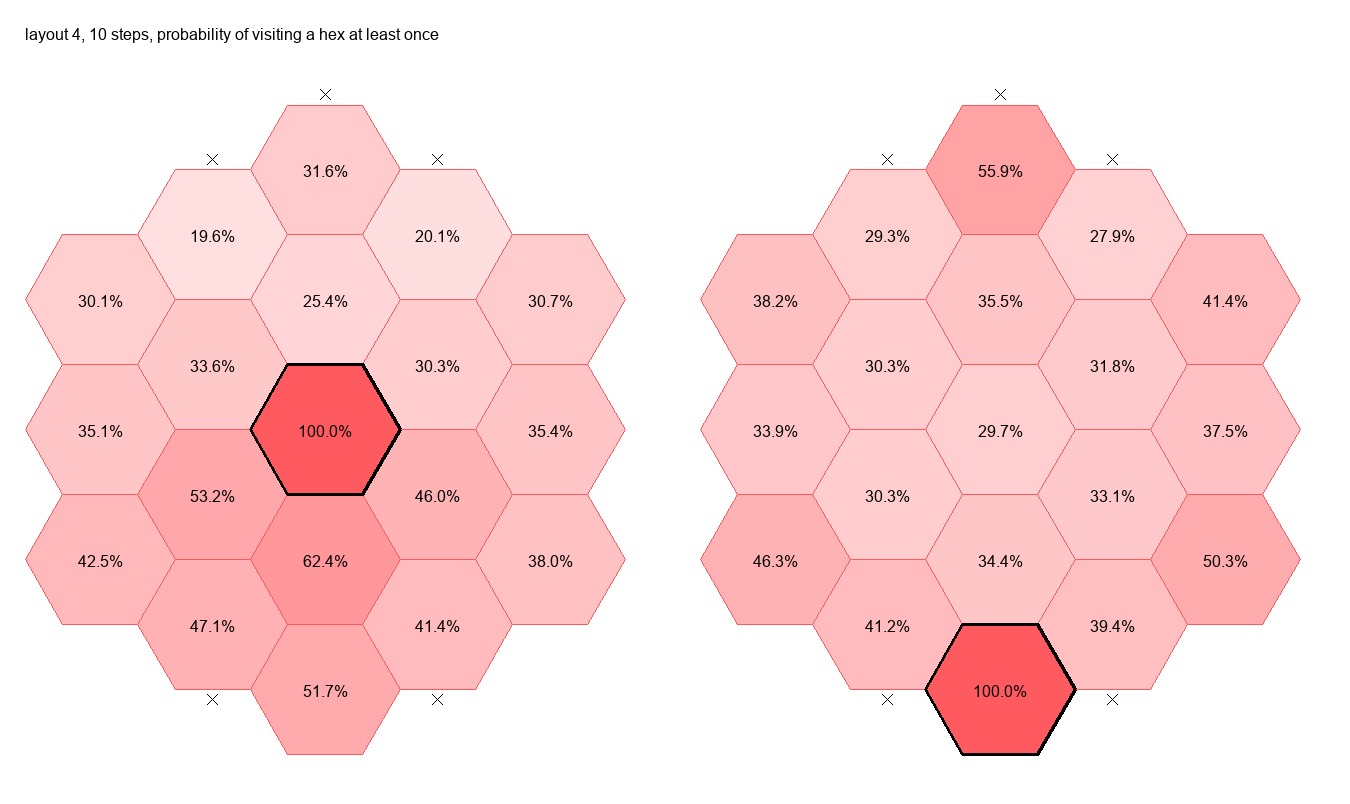 layout 4, 10 steps, probability of visiting a hex at least once
31.6% 55.9%
19.6% 20.1% 29.3% 27.9%
30.1% 25.4% 30.7% 38.2% 35.5% 41.4%
33.6% 30.3% 30.3% 31.8%
35.1% 100.0% 35.4% 33.9% 29.7% 37.5%
53.2% 46.0% 30.3% 33.1%
42.5% 62.4% 38.0% 46.3% 34.4% 50.3%
47.1% 41.4% 41.2% 39.4%
51.7% 100.0%